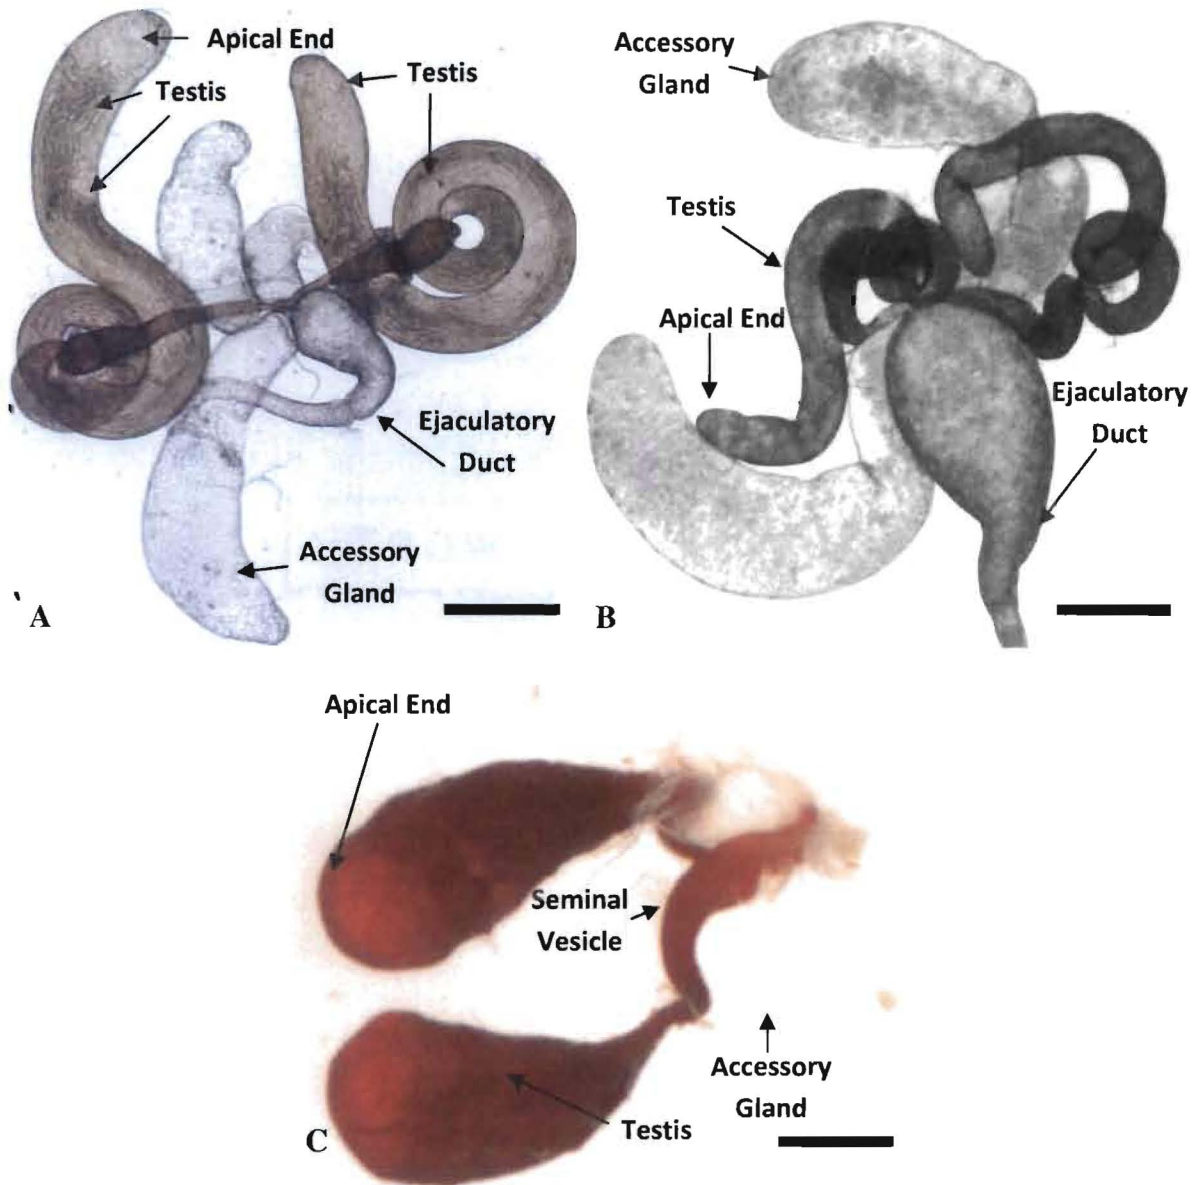 Apical End
Testis
Testis
Ejaculatory
Duct
Accessory
Gland
A
Accessory
Gland
Testis
Apical End
Ejaculatory
Duct
B
Apical End
Seminal
Vesicle
Accessory
Gland
Testis
C